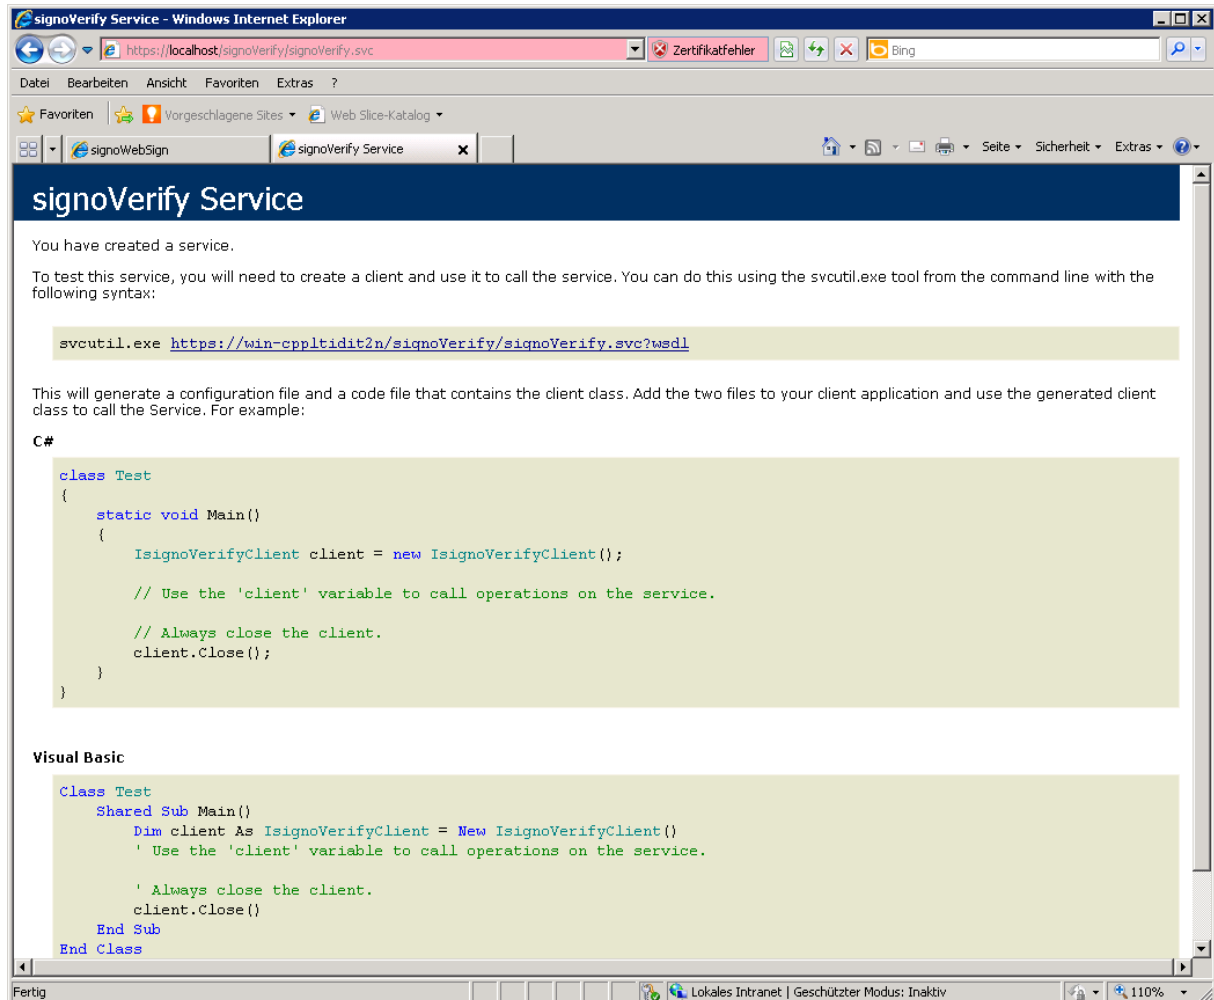 signoVerify Service - Windows Internet Explorer
https://localhost/signoVerify/signoVerify.svc
Zertifikatfehler
Bing
Datei Bearbeiten Ansicht Favoriten Extras ?
Favoriten Vorgeschlagene Sites Web Slice-Katalog
signoWebSign signoVerify Service Seite Sicherheit Extras
signoVerify Service
You have created a service.
To test this service, you will need to create a client and use it to call the service. You can do this using the svcutil.exe tool from the command line with the
following syntax:
svcutil.exe https://win-cppltidit2n/signoVerify/signoVerify.svc?wsdl
This will generate a configuration file and a code file that contains the client class. Add the two files to your client application and use the generated client
class to call the Service. For example:
C#
class Test
{
    static void Main()
    {
        IsignoVerifyClient client = new IsignoVerifyClient();
        // Use the 'client' variable to call operations on the service.
        // Always close the client.
        client.Close();
    }
}
Visual Basic
Class Test
    Shared Sub Main()
        Dim client As IsignoVerifyClient = New IsignoVerifyClient()
        ' Use the 'client' variable to call operations on the service.
        ' Always close the client.
        client.Close()
    End Sub
End Class
Fertig Lokales Intranet | Geschützter Modus: Inaktiv 110%